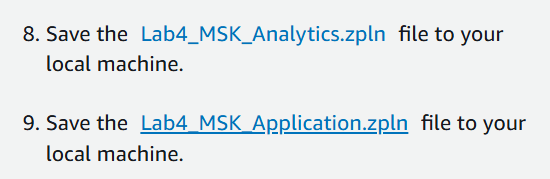 8. Save the Lab4_MSK_Analytics.zpln file to your
local machine.
9. Save the Lab4_MSK_Application.zpln file to your
local machine.